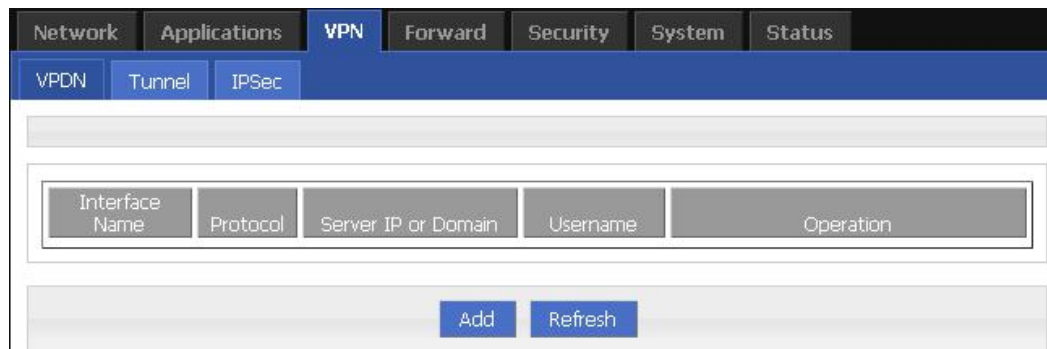 Network Applications VPN Forward Security System Status
VPDN Tunnel IPSec
Interface
Name Protocol Server IP or Domain Username Operation
Add Refresh